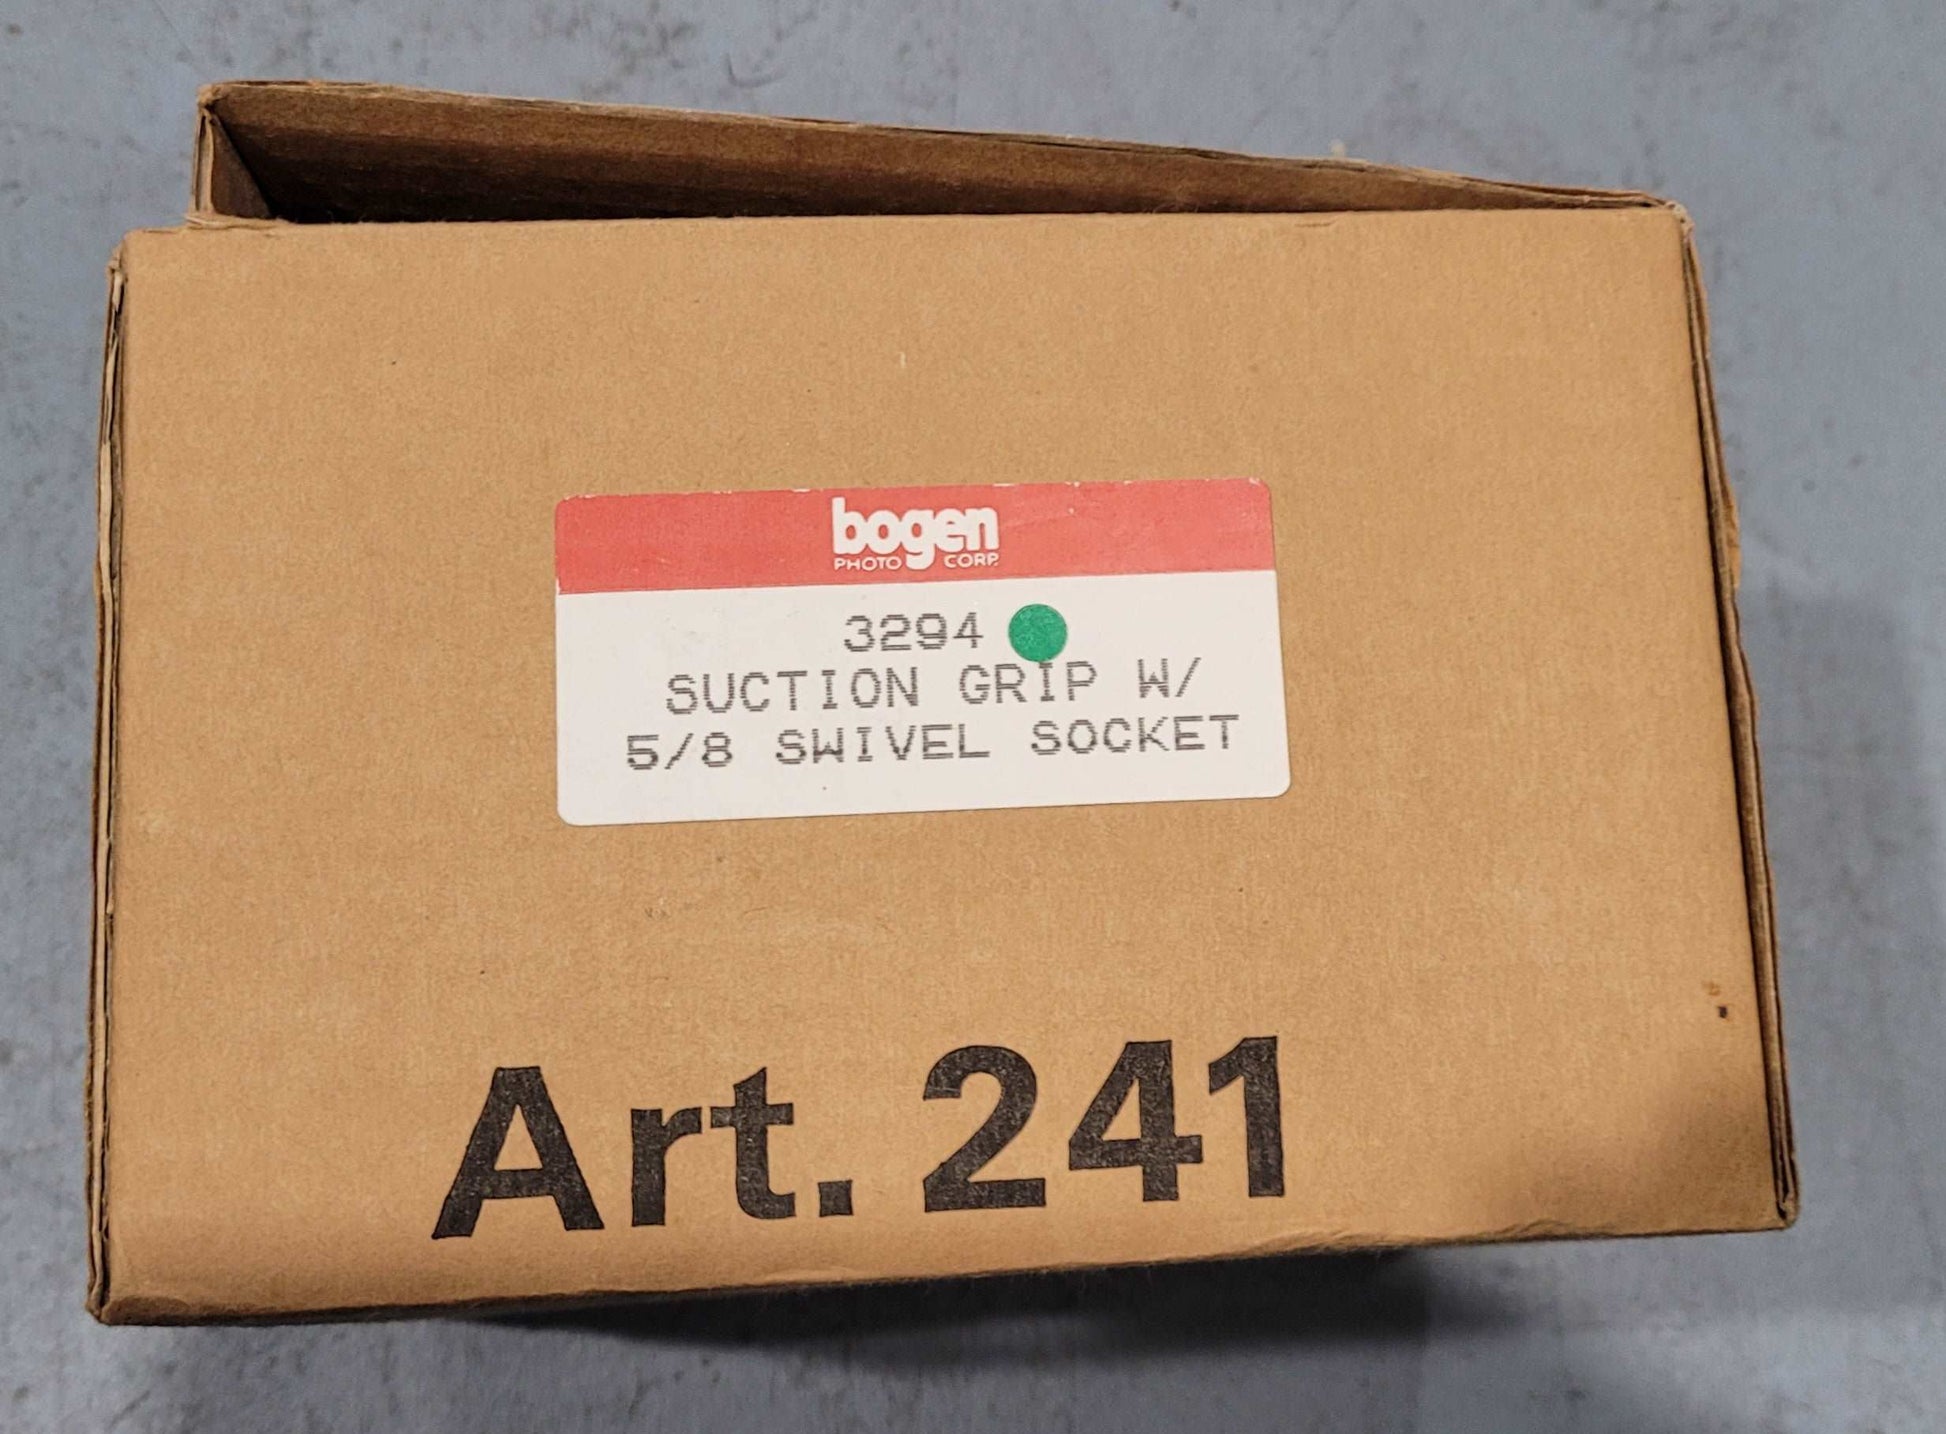 bogen
PHOTO CORP.
3294
SUCTION GRIP W/
5/8 SWIVEL SOCKET
Art. 241